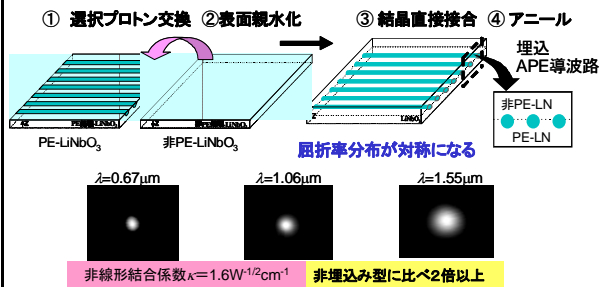 ① 選択プロトン交換 ②表面親水化 ③ 結晶直接接合 ④ アニール
埋込
APE導波路
非PE-LN
PE-LN
PE-LiNbO₃
非PE-LiNbO₃
LiNbO₃
屈折率分布が対称になる
λ=0.67μm
λ=1.06μm
λ=1.55μm
非線形結合係数κ=1.6W⁻¹/²cm⁻¹
非埋込み型に比べ2倍以上